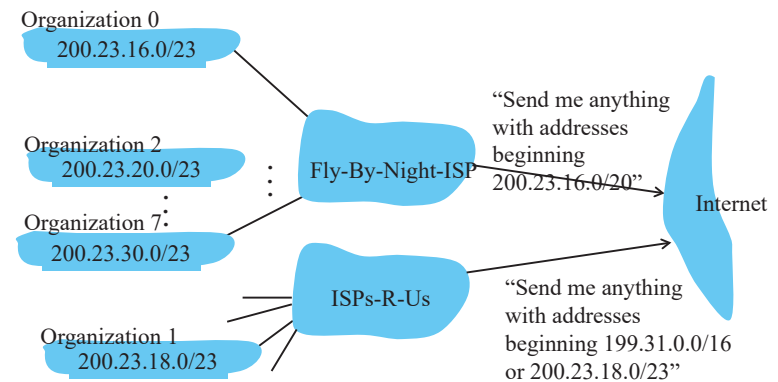 Organization 0
200.23.16.0/23
Organization 2
200.23.20.0/23
Organization 7
200.23.30.0/23
Organization 1
200.23.18.0/23
Fly-By-Night-ISP
ISPs-R-Us
“Send me anything
with addresses
beginning
200.23.16.0/20”
Internet
“Send me anything
with addresses
beginning 199.31.0.0/16
or 200.23.18.0/23”